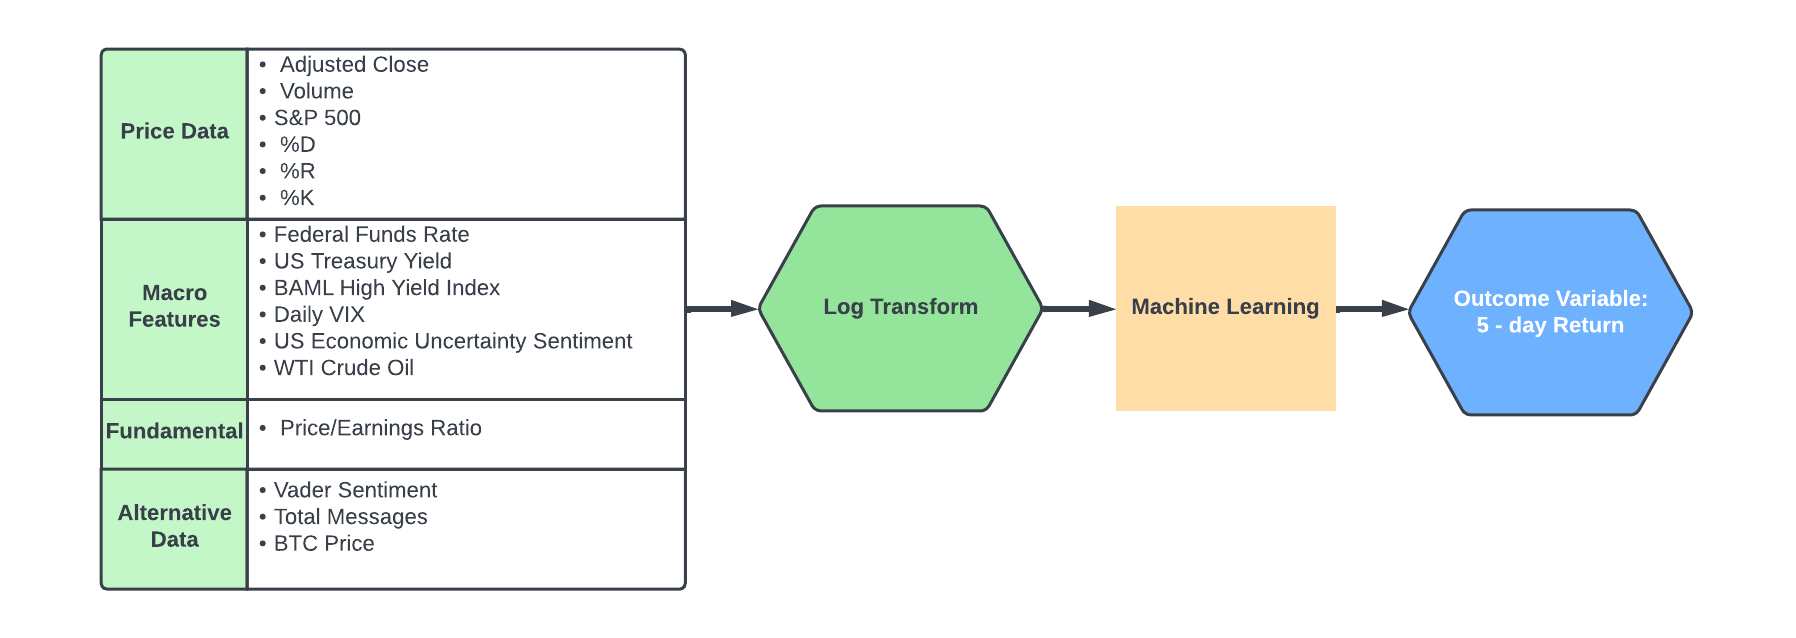 Price Data
• Adjusted Close
• Volume
• S&P 500
• %D
• %R
• %K
Macro
Features
• Federal Funds Rate
• US Treasury Yield
• BAML High Yield Index
• Daily VIX
• US Economic Uncertainty Sentiment
• WTI Crude Oil
Fundamental
• Price/Earnings Ratio
Alternative
Data
• Vader Sentiment
• Total Messages
• BTC Price
Log Transform
Machine Learning
Outcome Variable:
5 - day Return